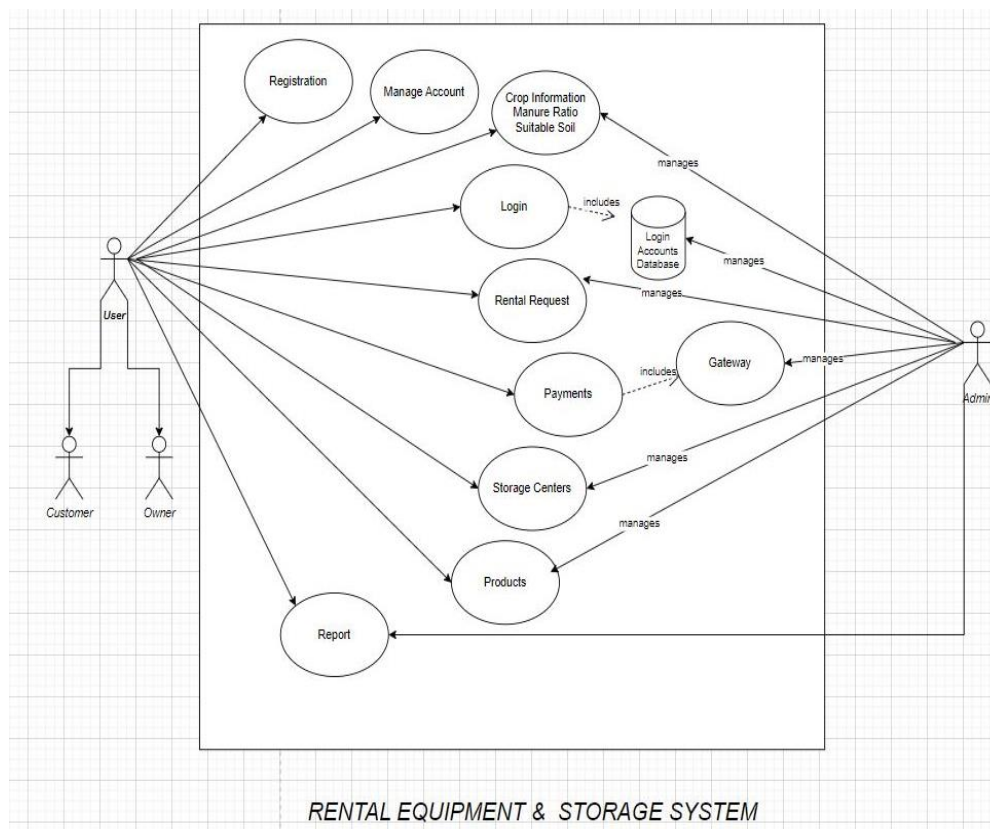 Registration
Manage Account
Crop Information
Manure Ratio
Suitable Soil
manages
Login
includes
Login
Accounts
Database
manages
Rental Request
manages
User
Payments
includes
Gateway
manages
Admin
Customer
Owner
Storage Centers
manages
Products
manages
Report
RENTAL EQUIPMENT & STORAGE SYSTEM